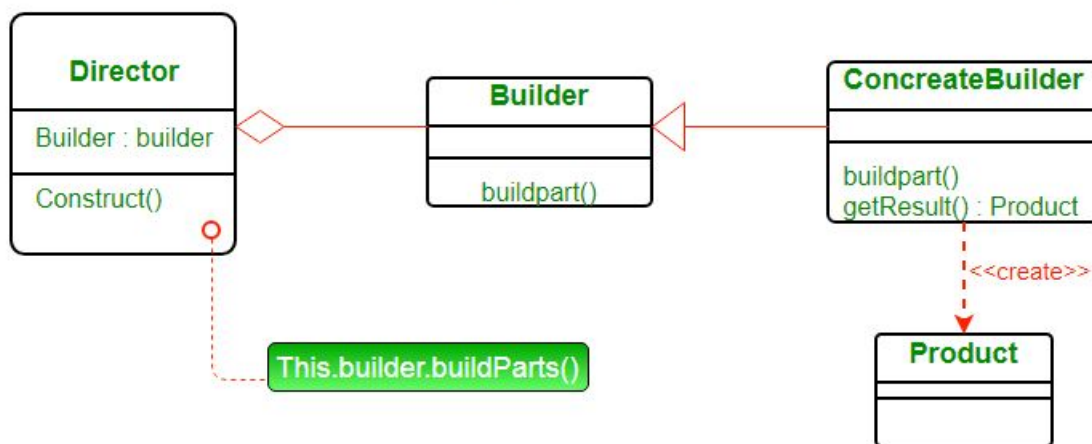 Director
Builder : builder
Construct()
This.builder.buildParts()
Builder
buildpart()
ConcreateBuilder
buildpart()
getResult() : Product
<<create>>
Product